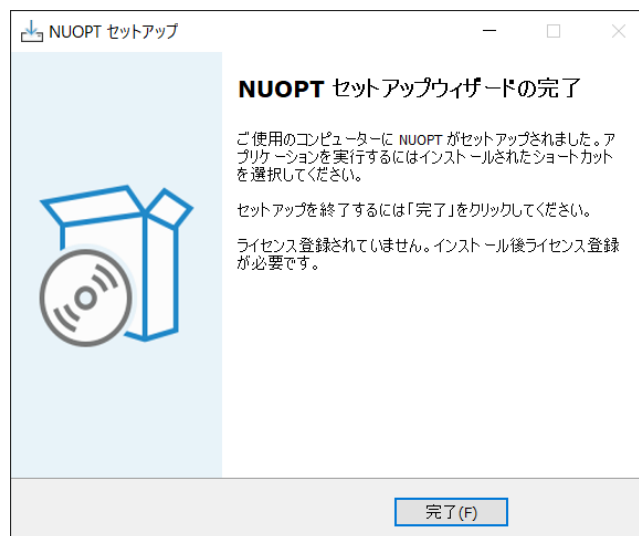 NUOPT セットアップ
NUOPT セットアップウィザードの完了
ご使用のコンピューターに NUOPT がセットアップされました。ア
プリケーションを実行するにはインストールされたショートカット
を選択してください。
セットアップを終了するには「完了」をクリックしてください。
ライセンス登録されていません。インストール後ライセンス登録
が必要です。
完了(F)